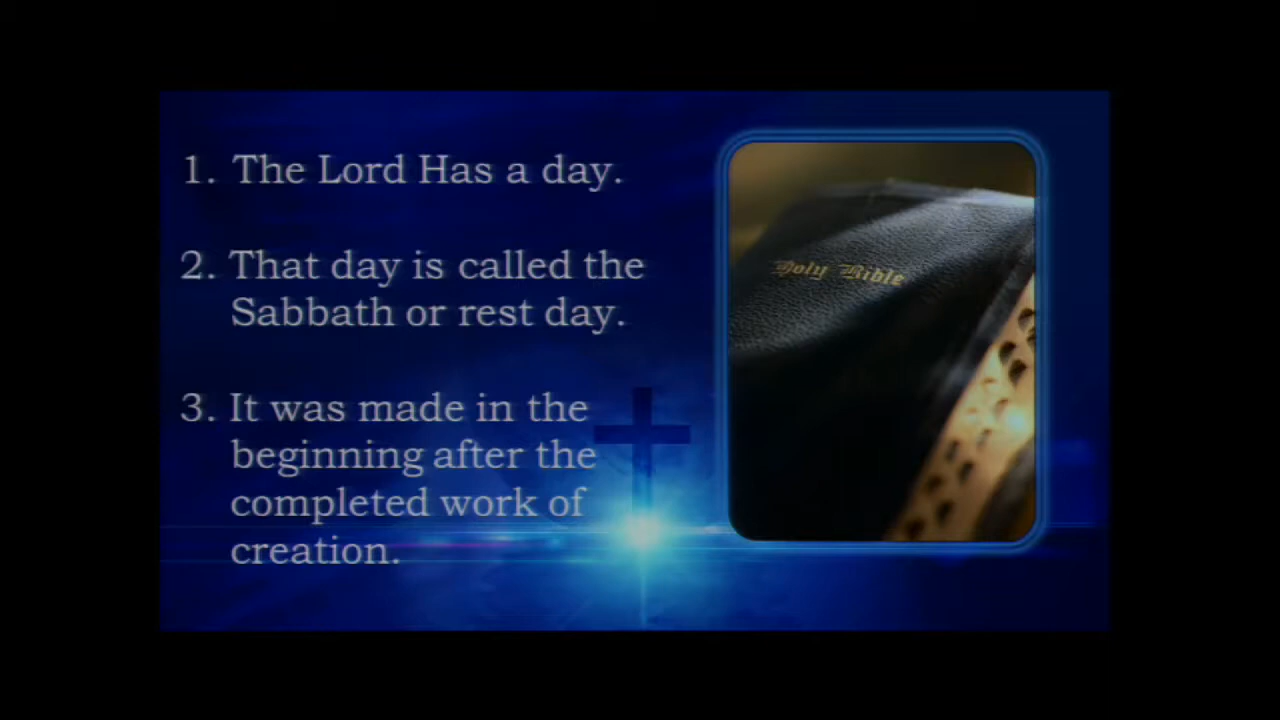 1. The Lord Has a day.
2. That day is called the
Sabbath or rest day.
3. It was made in the
beginning after the
completed work of
creation.
Holy Bible